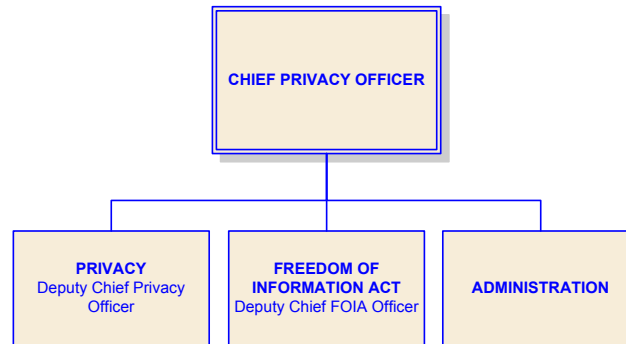 CHIEF PRIVACY OFFICER
PRIVACY
Deputy Chief Privacy
Officer
FREEDOM OF
INFORMATION ACT
Deputy Chief FOIA Officer
ADMINISTRATION